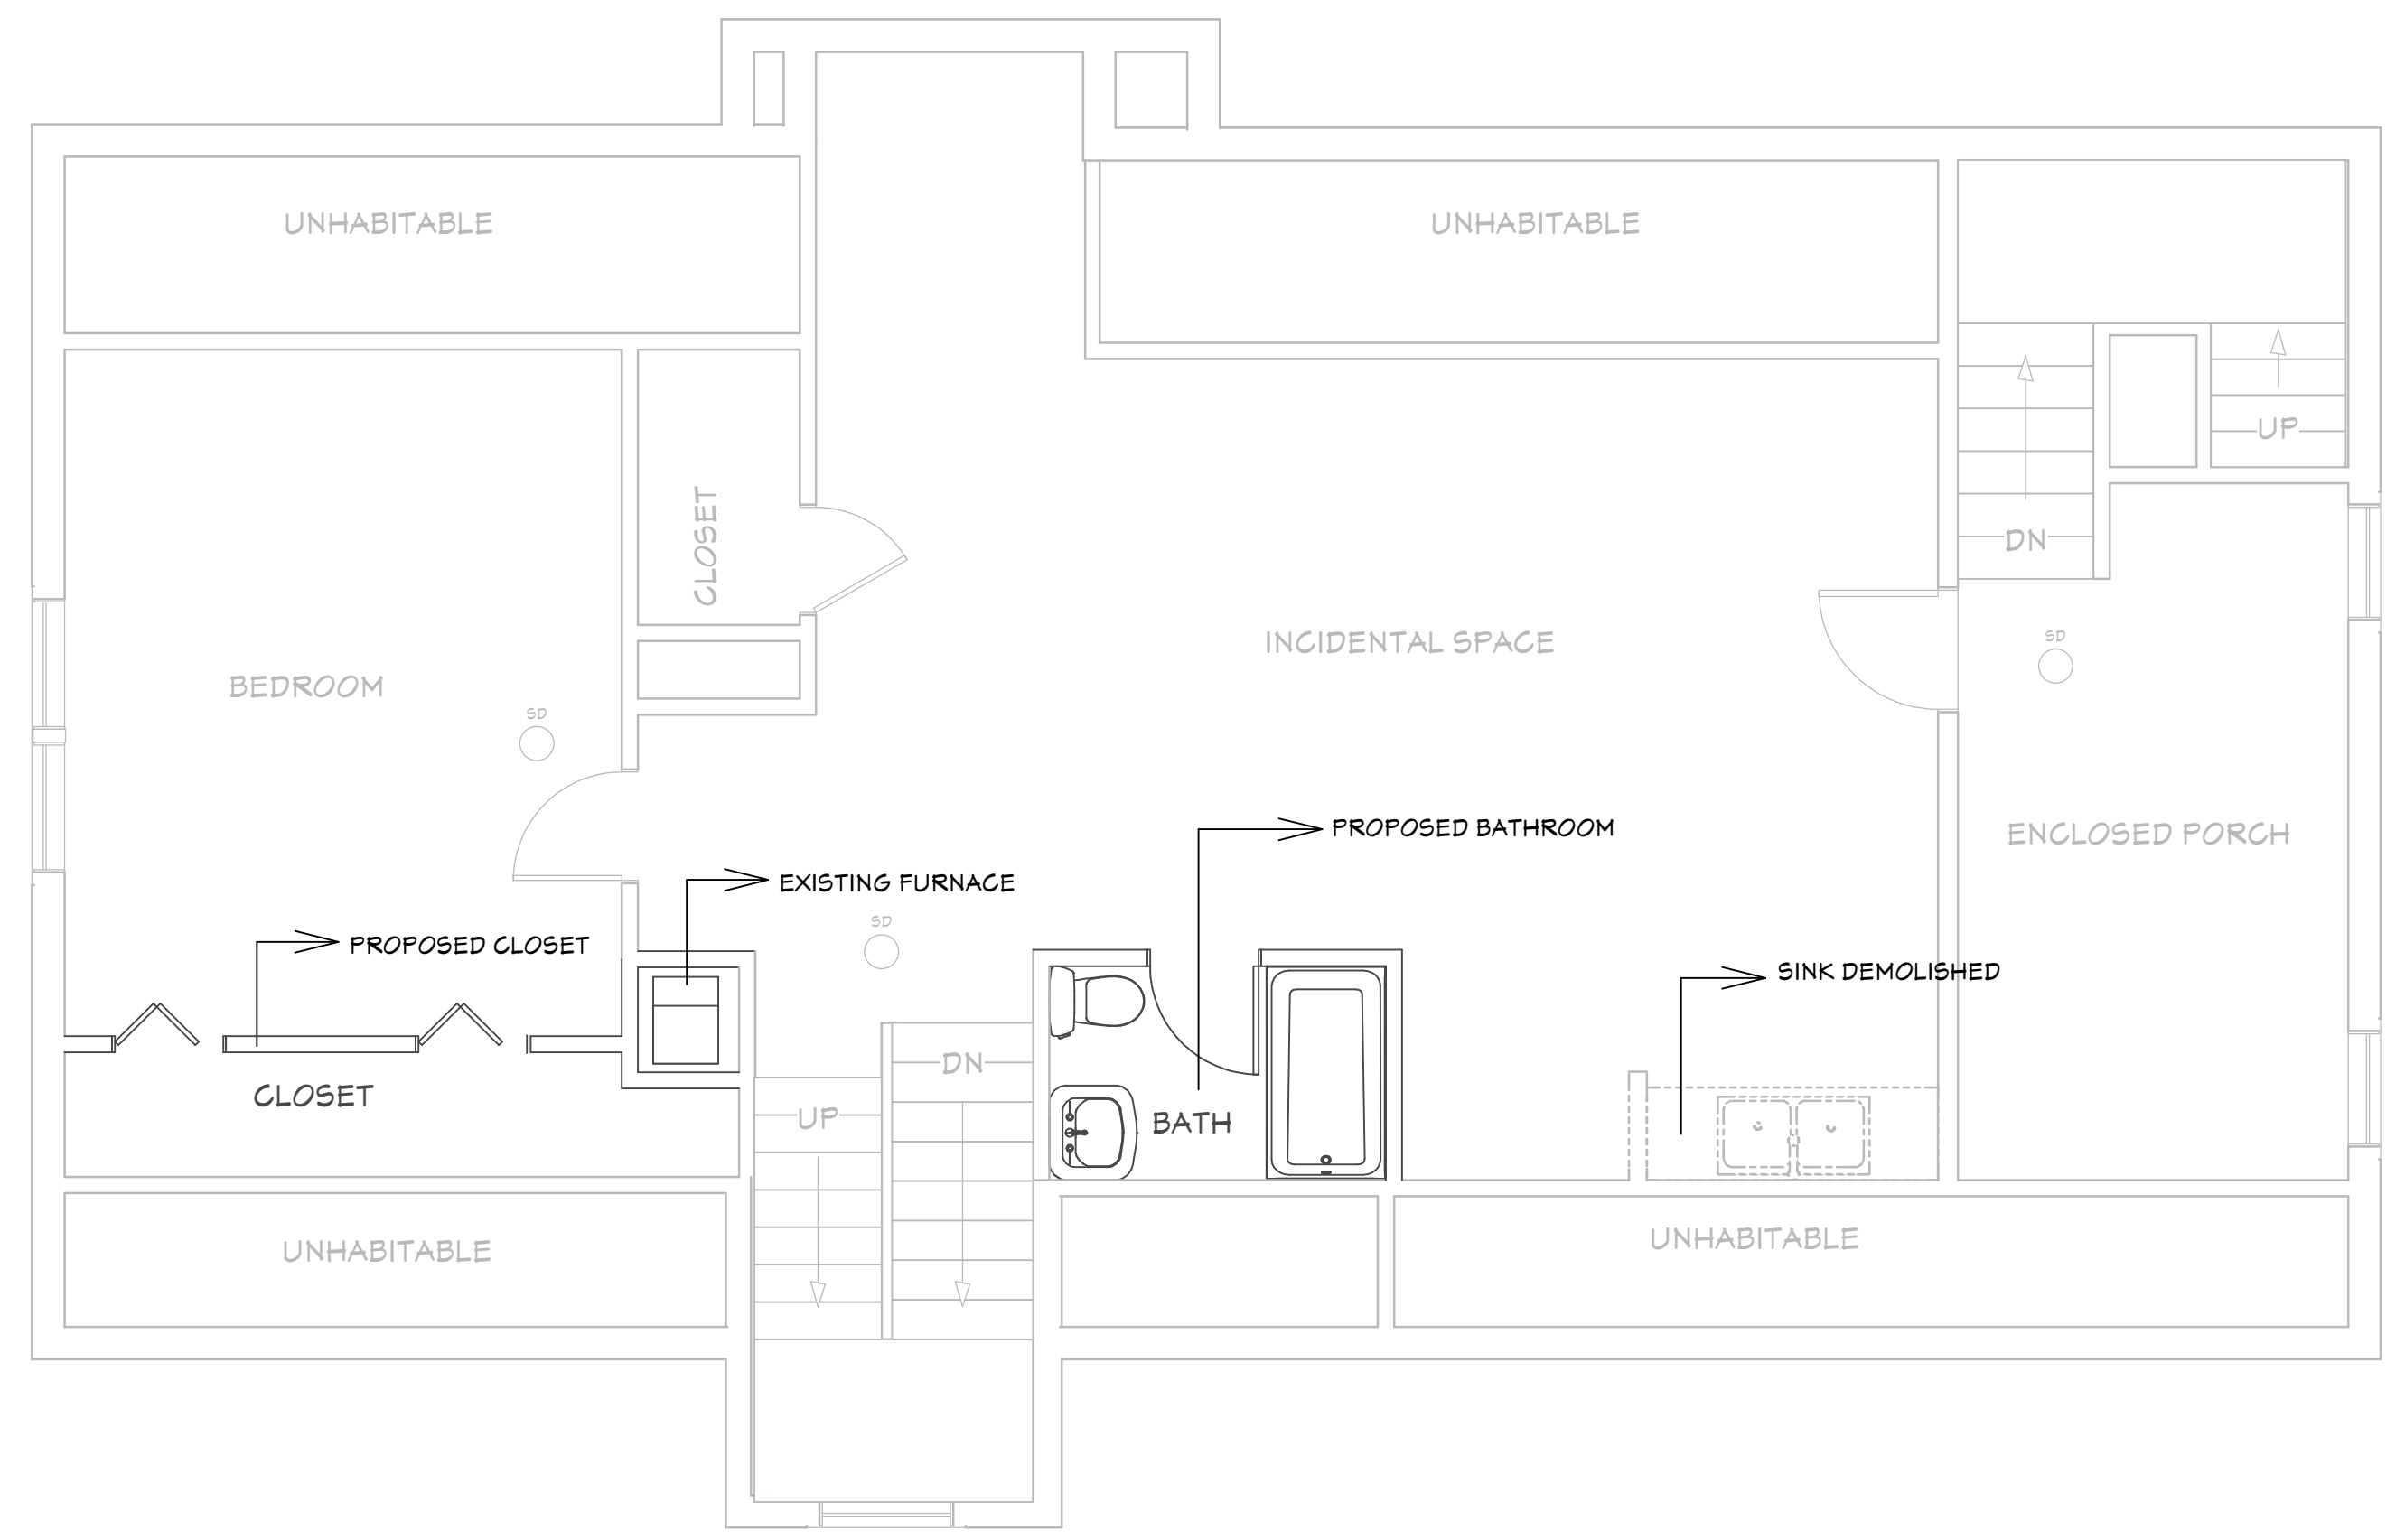 UNHABITABLE
UNHABITABLE
UP
DN
CLOSET
INCIDENTAL SPACE
SD
BEDROOM
SD
PROPOSED BATHROOM
ENCLOSED PORCH
EXISTING FURNACE
SD
PROPOSED CLOSET
SINK DEMOLISHED
DN
CLOSET
UP
BATH
UNHABITABLE
UNHABITABLE